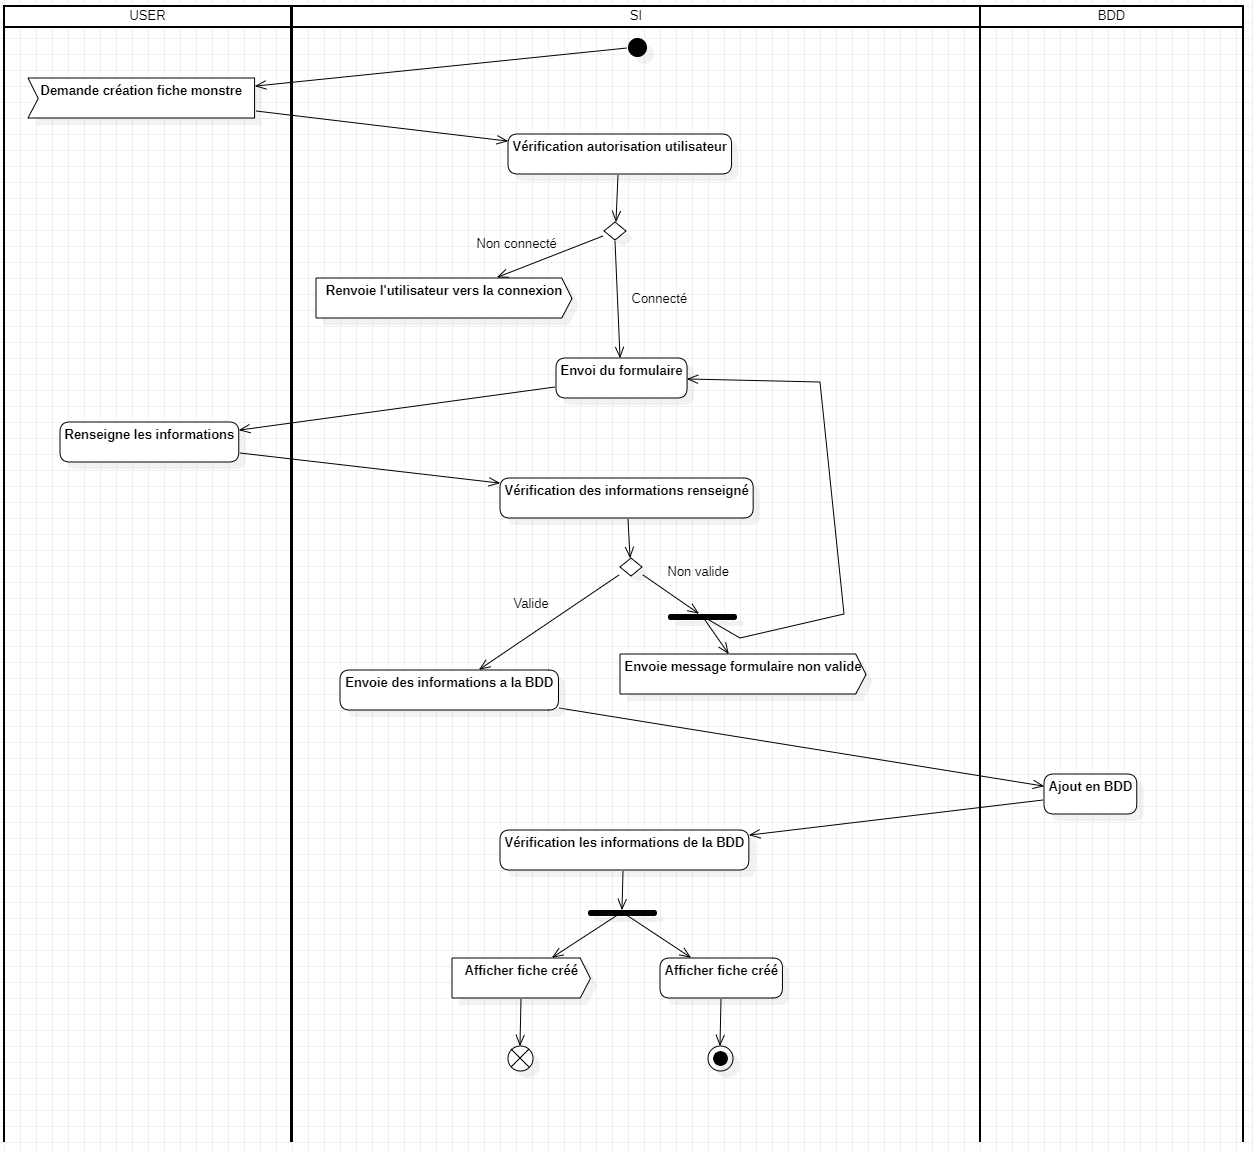 USER
SI
BDD
Demande création fiche monstre
Vérification autorisation utilisateur
Non connecté
Renvoie l'utilisateur vers la connexion
Connecté
Envoi du formulaire
Renseigne les informations
Vérification des informations renseigné
Non valide
Valide
Envoie message formulaire non valide
Envoie des informations a la BDD
Ajout en BDD
Vérification les informations de la BDD
Afficher fiche créé
Afficher fiche créé